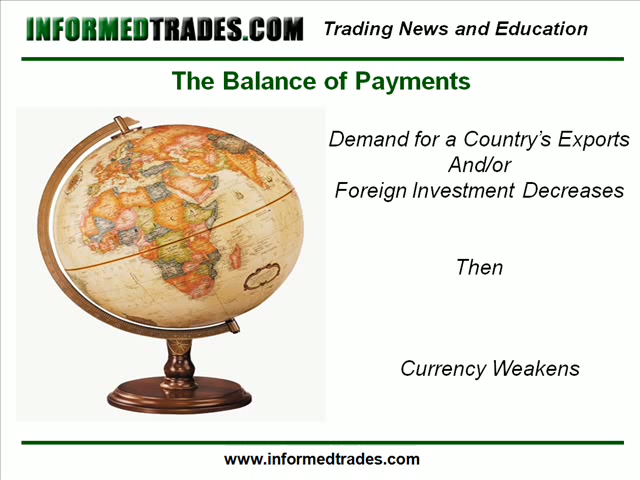 INFORMEDTRADES.COM Trading News and Education
The Balance of Payments
Demand for a Country's Exports
And/or
Foreign Investment Decreases
Then
Currency Weakens
www.informedtrades.com